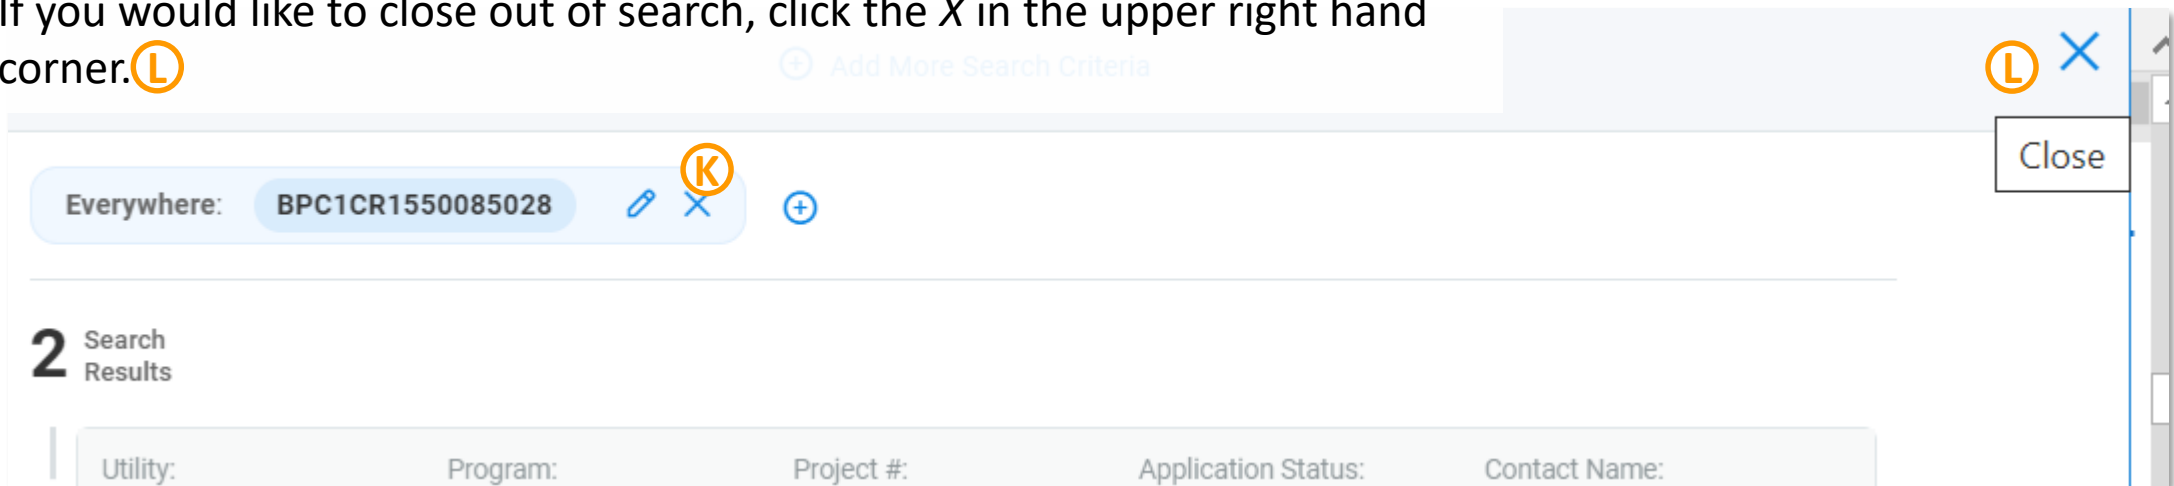 If you would like to close out of search, click the X in the upper right hand
corner. L
Add More Search Criteria
L
Close
K
Everywhere: BPC1CR1550085028
2 Search
Results
Utility: Program: Project #: Application Status: Contact Name: